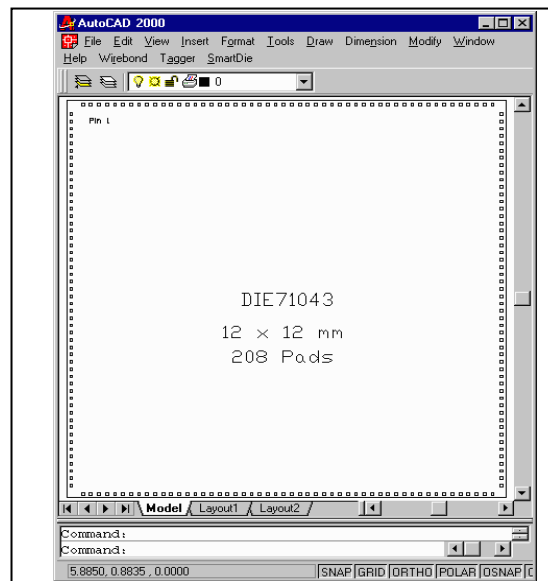 AutoCAD 2000
File Edit View Insert Format Tools Draw Dimension Modify Window
Help Wirebond Tagger SmartDie
0
Pin 1
DIE71043
12 x 12 mm
208 Pads
Model Layout1 Layout2
Command:
Command:
5.8850, 0.8835 , 0.0000 SNAP GRID ORTHO POLAR OSNAP